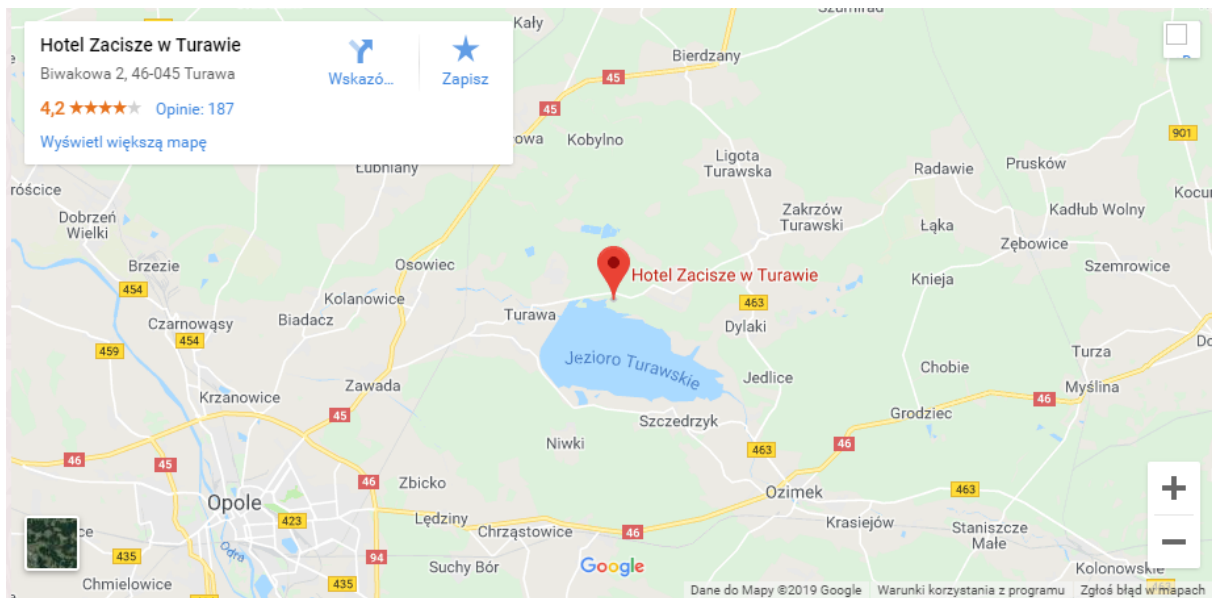 Hotel Zacisze w Turawie
Biwakowa 2, 46-045 Turawa
4,2
Opinie: 187
Wyświetl większą mapę
Wskazó...
Zapisz
Kały
Bierdzany
45
45
901
Kobylno
Ligota
Turawska
Radawie
Prusków
Łubniany
Dobrzeń
Wielki
Zakrzów
Turawski
Łąka
Kadłub Wolny
Zębowice
Brzezie
Osowiec
Hotel Zacisze w Turawie
Knieja
Szemrowice
454
Kolanowice
463
Czarnowąsy
Biadacz
Turawa
Dylaki
454
459
Jezioro Turawskie
Turza
Zawada
Jedlice
Chobie
Myślina
Krzanowice
46
45
Szczedrzyk
Grodziec
Niwki
463
46
46
45
46
Zbicko
Opole
Ozimek
463
423
Lędziny
Chrząstowice
46
Krasiejów
Staniszcze
Małe
435
Odra
94
Suchy Bór
Google
Kolonowskie
Chmielowice
435
Dane do Mapy ©2019 Google
Warunki korzystania z programu
Zgłoś błąd w mapach